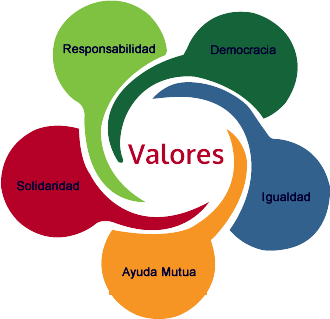 Responsabilidad
Democracia
Valores
Solidaridad
Igualdad
Ayuda Mutua